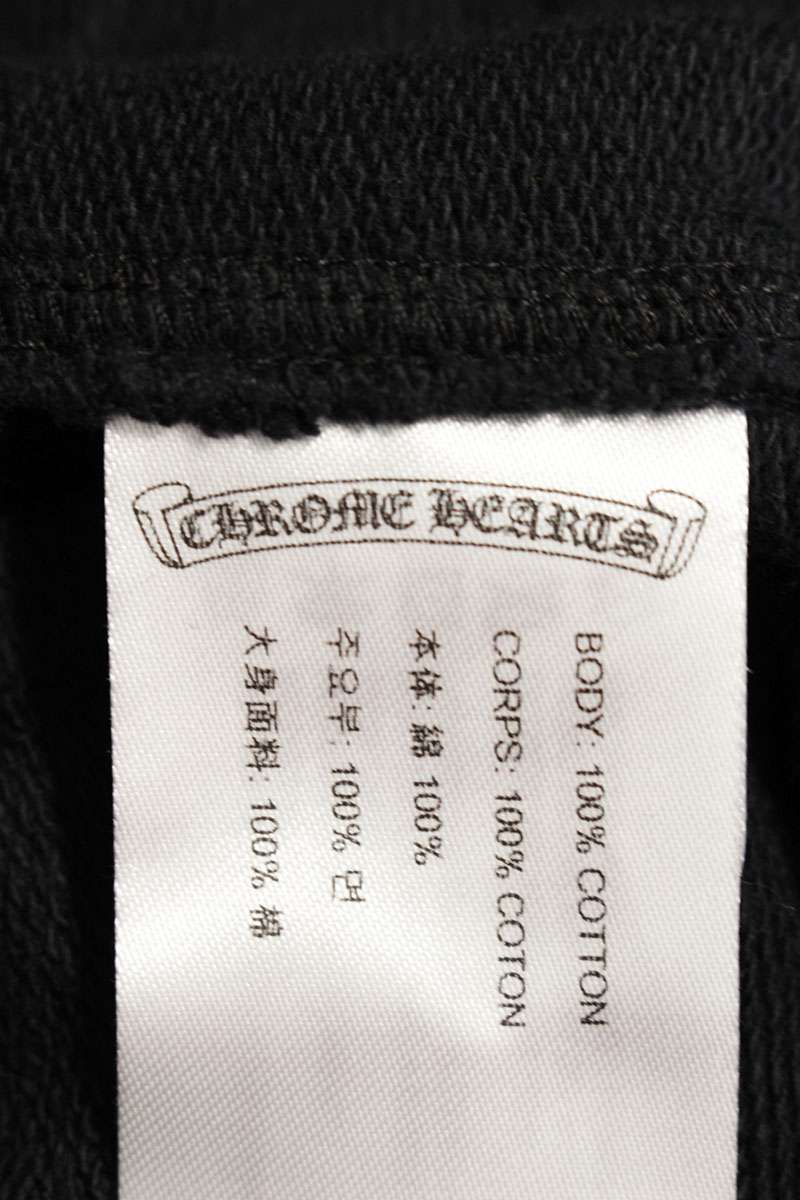 CHROME HEARTS
BODY: 100% COTTON
CORPS: 100% COTON
本体: 綿 100%
주요부: 100% 면
大身面料: 100% 棉